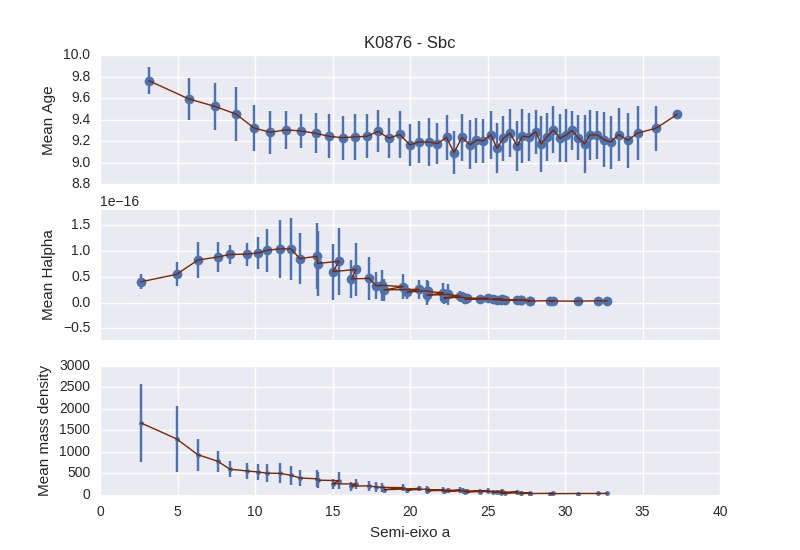 K0876 - Sbc
10.0
9.8
9.6
9.4
9.2
9.0
8.8
Mean Age
1e−16
1.5
1.0
0.5
0.0
−0.5
Mean Halpha
3000
2500
2000
1500
1000
500
0
Mean mass density
0 5 10 15 20 25 30 35 40
Semi-eixo a